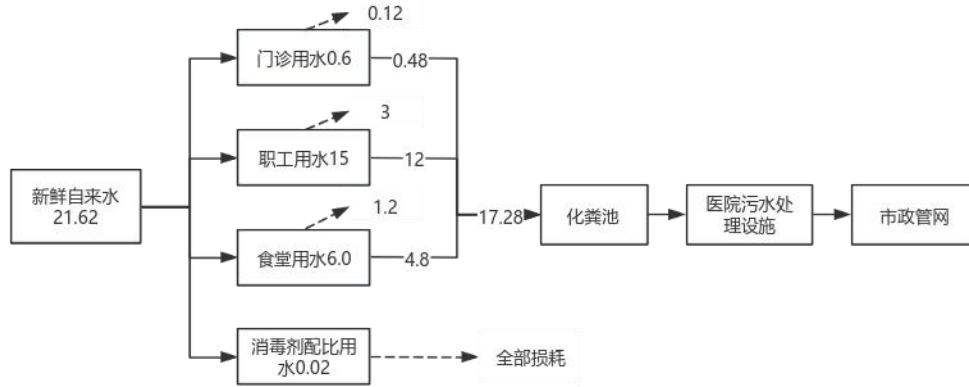 0.12
门诊用水0.6
0.48
3
职工用水15
12
新鲜自来水
21.62
1.2
食堂用水6.0
4.8
17.28
化粪池
医院污水处
理设施
市政管网
消毒剂配比用
水0.02
全部损耗